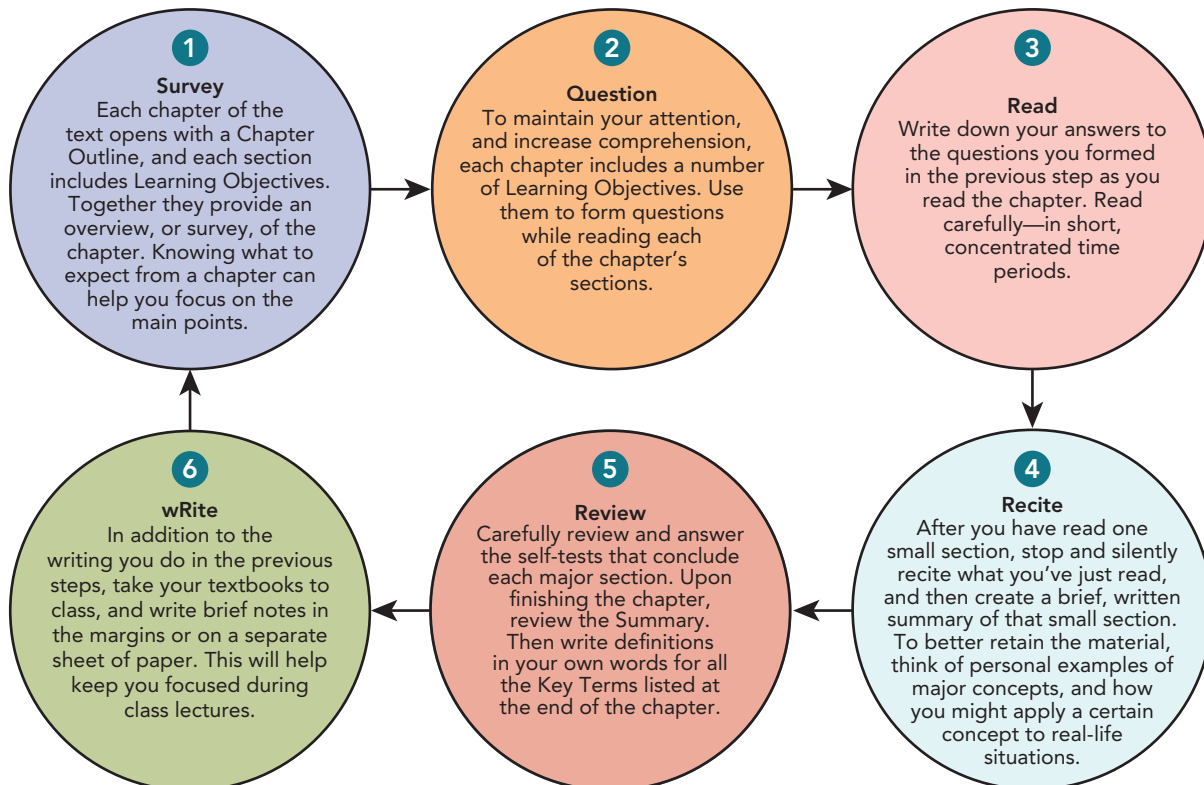 1
Survey
Each chapter of the
text opens with a Chapter
Outline, and each section
includes Learning Objectives.
Together they provide an
overview, or survey, of the
chapter. Knowing what to
expect from a chapter can
help you focus on the
main points.
2
Question
To maintain your attention,
and increase comprehension,
each chapter includes a number
of Learning Objectives. Use
them to form questions
while reading each
of the chapter’s
sections.
3
Read
Write down your answers to
the questions you formed
in the previous step as you
read the chapter. Read
carefully—in short,
concentrated time
periods.
4
Recite
After you have read one
small section, stop and silently
recite what you’ve just read,
and then create a brief, written
summary of that small section.
To better retain the material,
think of personal examples of
major concepts, and how
you might apply a certain
concept to real-life
situations.
5
Review
Carefully review and answer
the self-tests that conclude
each major section. Upon
finishing the chapter,
review the Summary.
Then write definitions
in your own words for all
the Key Terms listed at
the end of the chapter.
6
wRite
In addition to the
writing you do in the previous
steps, take your textbooks to
class, and write brief notes in
the margins or on a separate
sheet of paper. This will help
keep you focused during
class lectures.